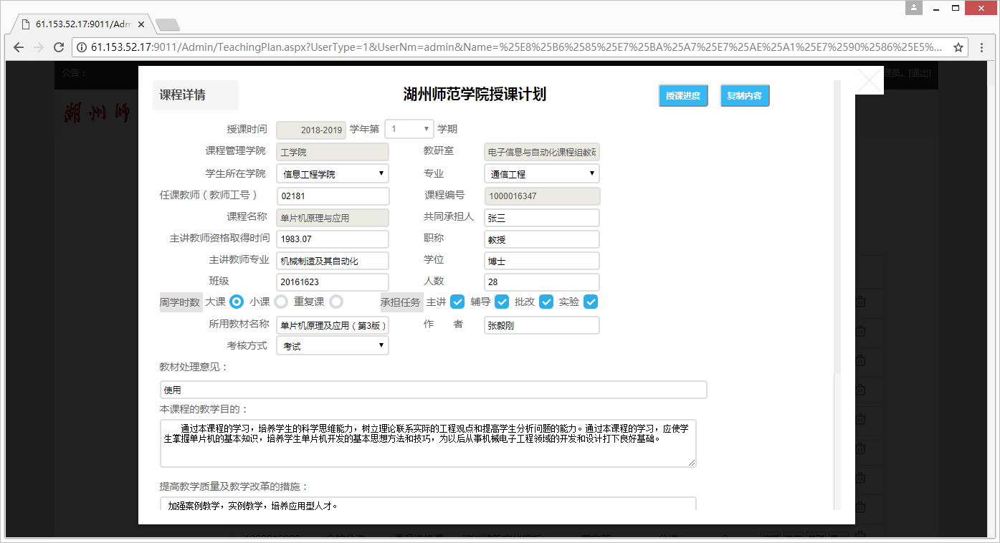 61.153.52.17:9011/Adm
61.153.52.17:9011/Admin/TeachingPlan.aspx?UserType=1&UserNm=admin&Name=%25E8%25B6%2585%25E7%25BA%25A7%25E7%25AE%25A1%25E7%2590%2586%25E5%...
公告：
理员, [退出]
湖州师
课程详情
湖州师范学院授课计划
授课进度
复制内容
授课时间 2018-2019 学年第 1 学期
课程管理学院 工学院 教研室 电子信息与自动化课程组教研
学生所在学院 信息工程学院 专业 通信工程
任课教师（教师工号） 02181 课程编号 1000016347
课程名称 单片机原理与应用 共同承担人 张三
主讲教师资格取得时间 1983.07 职称 教授
主讲教师专业 机械制造及其自动化 学位 博士
班级 20161623 人数 28
周学时数 大课 小课 重复课 承担任务 主讲 辅导 批改 实验
所用教材名称 单片机原理及应用（第3版） 作 者 张毅刚
考核方式 考试
教材处理意见：
使用
本课程的教学目的：
通过本课程的学习，培养学生的科学思维能力，树立理论联系实际的工程观点和提高学生分析问题的能力。通过本课程的学习，应使学
生掌握单片机的基本知识，培养学生单片机开发的基本思想方法和技巧，为以后从事机械电子工程领域的开发和设计打下良好基础。
提高教学质量及教学改革的措施：
加强案例教学，实例教学，培养应用型人才。